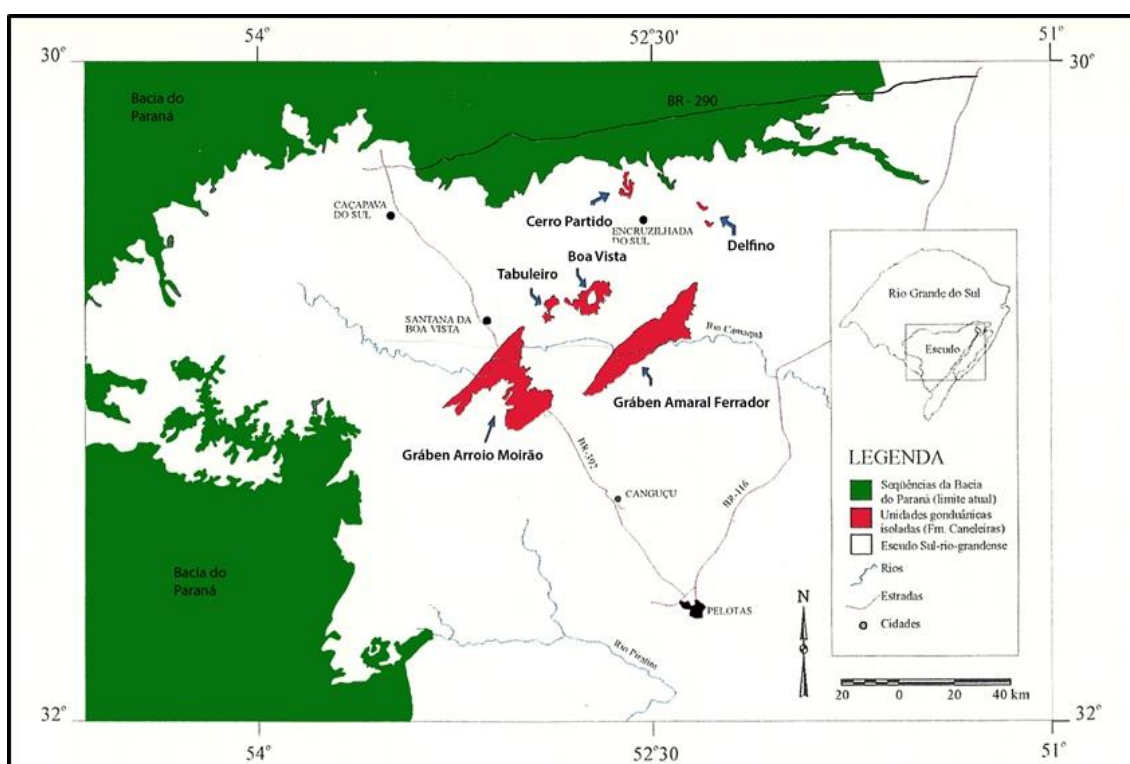 54°
52°30'
51°
30°
30°
Bacia do
Paraná
BR - 290
CAÇAPAVA
DO SUL
Cerro Partido
ENCRUZILHADA
DO SUL
Delfino
Boa Vista
Tabuleiro
SANTANA DA
BOA VISTA
Rio Camaquã
Rio Grande do Sul
Escudo
Gráben Amaral Ferrador
Gráben Arroio Moirão
BR-392
BR-116
CANGUÇU
LEGENDA
Seqüências da Bacia
do Paraná (limite atual)
Unidades gonduânicas
isoladas (Fm. Caneleiras)
Escudo Sul-rio-grandense
Rios
Estradas
Cidades
Bacia do
Paraná
PELOTAS
N
Rio Piratini
20 0 20 40 km
32°
32°
54°
52°30
51°